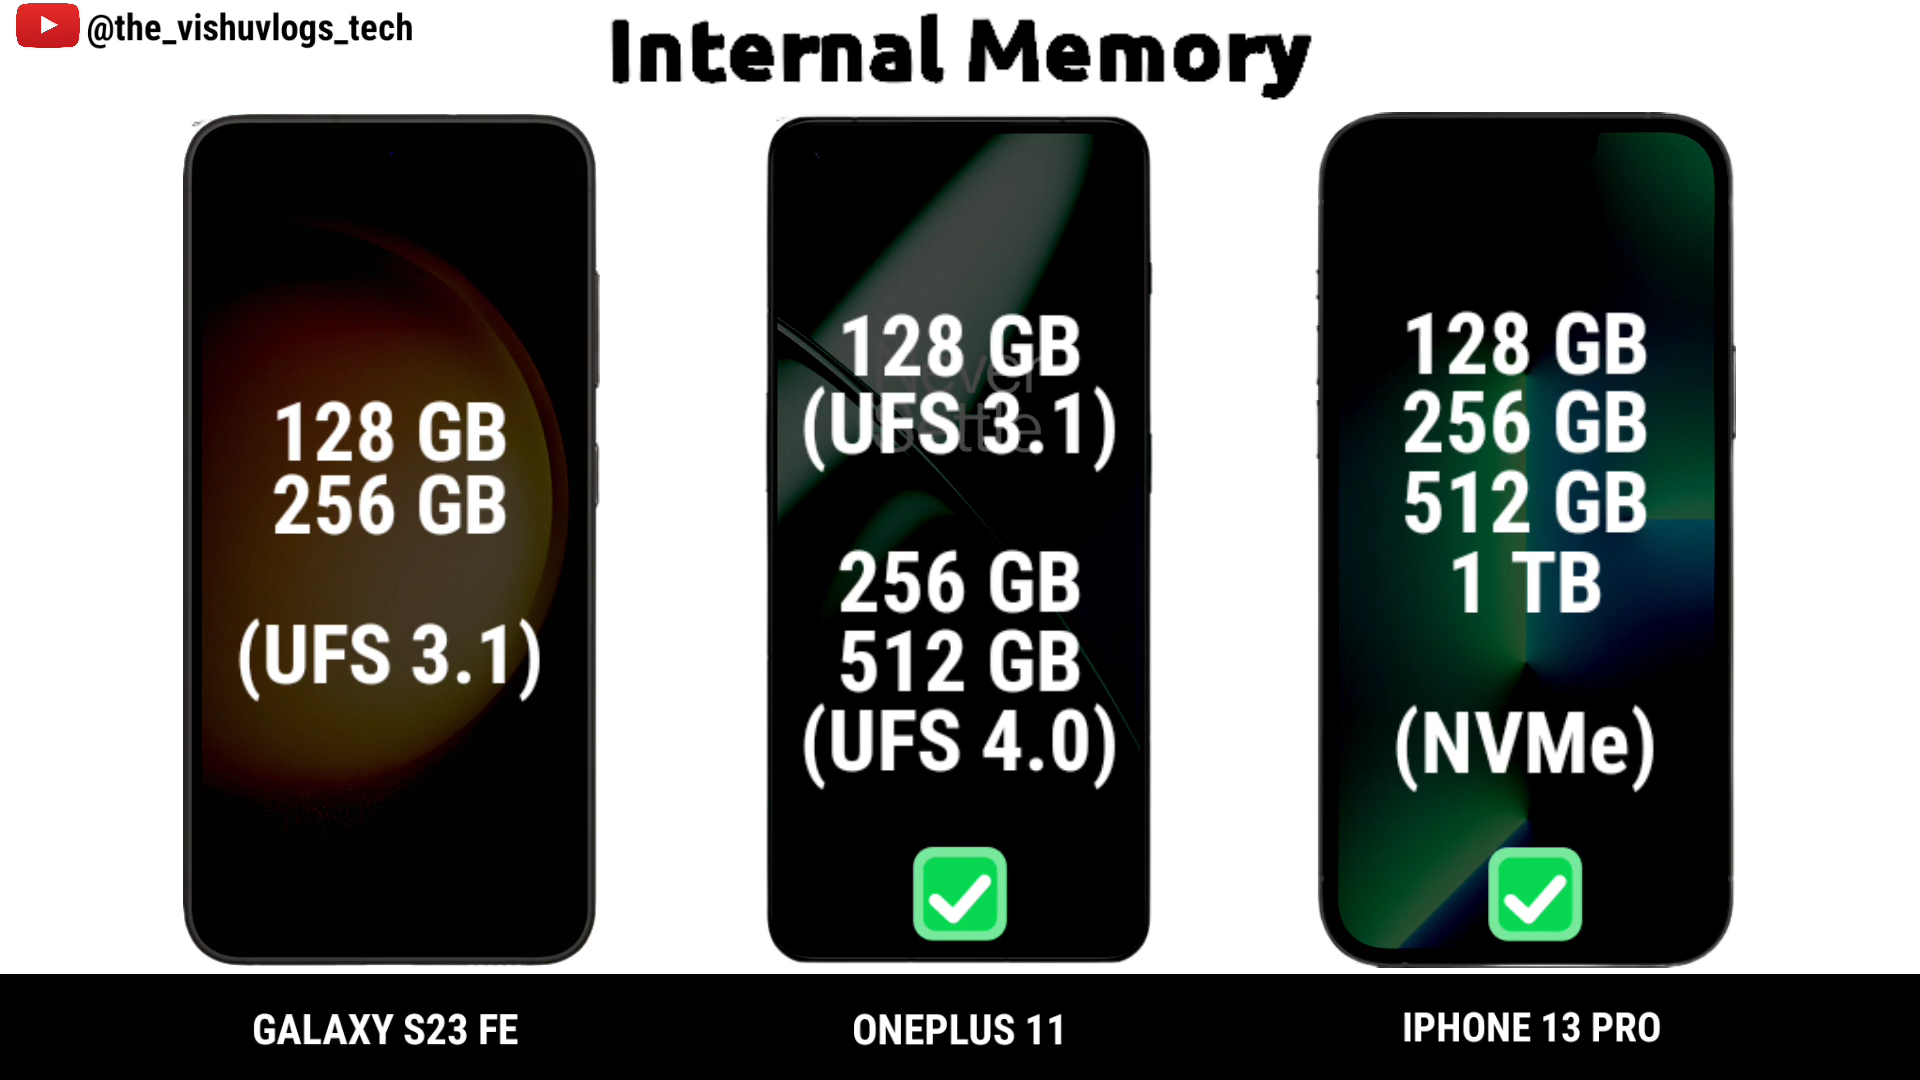 @the_vishuvlogs_tech
Internal Memory
128 GB
256 GB
(UFS 3.1)
128 GB
(UFS 3.1)
256 GB
512 GB
(UFS 4.0)
Never
Settle
128 GB
256 GB
512 GB
1 TB
(NVMe)
GALAXY S23 FE
ONEPLUS 11
IPHONE 13 PRO